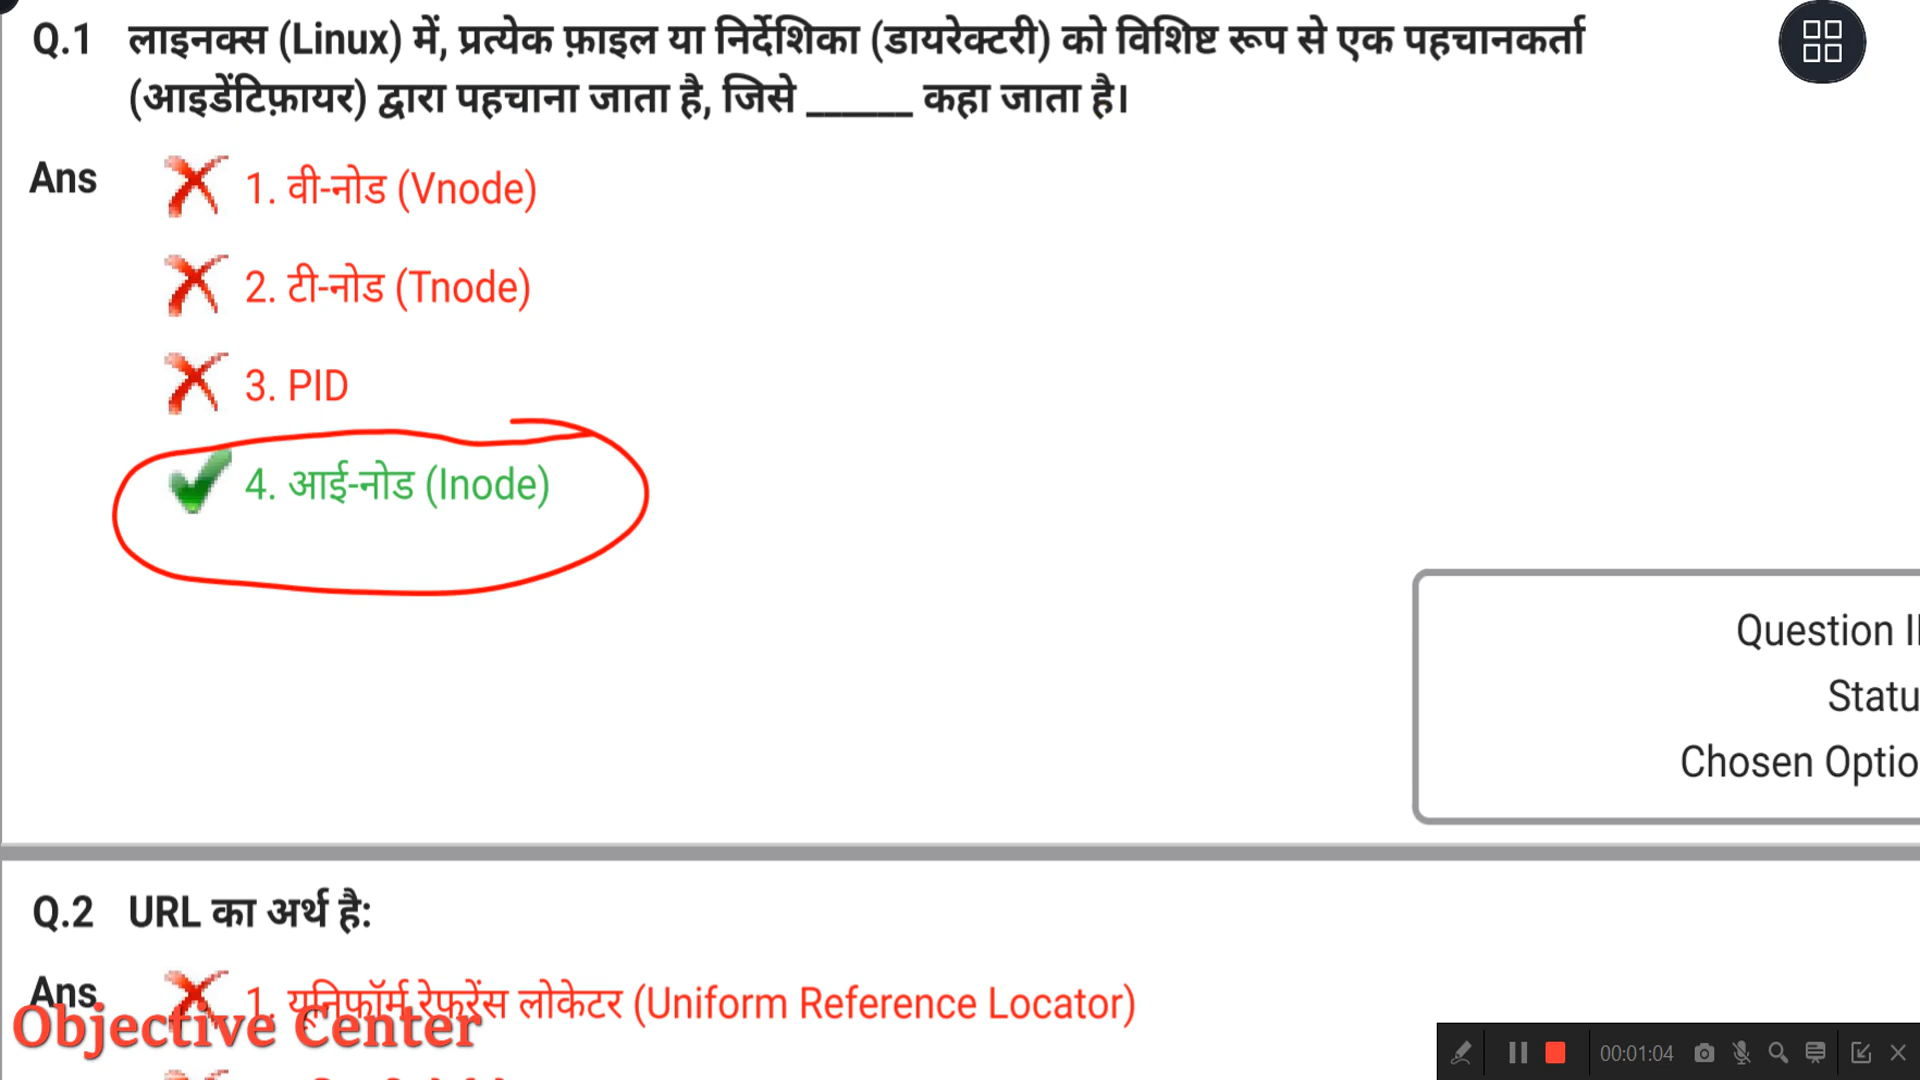 Q.1 लाइनक्स (Linux) में, प्रत्येक फ़ाइल या निर्देशिका (डायरेक्टरी) को विशिष्ट रूप से एक पहचानकर्ता
(आइडेंटिफ़ायर) द्वारा पहचाना जाता है, जिसे ______ कहा जाता है।
Ans 1. वी-नोड (Vnode)
2. टी-नोड (Tnode)
3. PID
4. आई-नोड (Inode)
Question
Statu
Chosen Optio
Q.2 URL का अर्थ है:
Ans 1. यूनिफॉर्म रेफरेंस लोकेटर (Uniform Reference Locator)
Objective Center
00:01:04